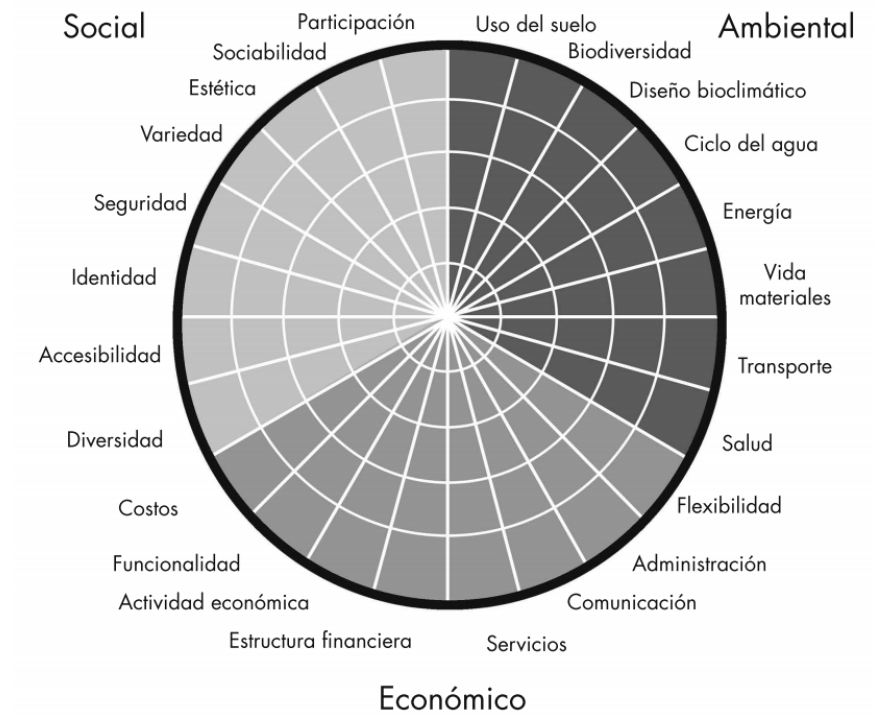 Social
Ambiental
Participación
Uso del suelo
Sociabilidad
Biodiversidad
Estética
Diseño bioclimático
Variedad
Ciclo del agua
Seguridad
Energía
Identidad
Vida
materiales
Accesibilidad
Transporte
Diversidad
Salud
Costos
Flexibilidad
Funcionalidad
Administración
Actividad económica
Comunicación
Estructura financiera
Servicios
Económico